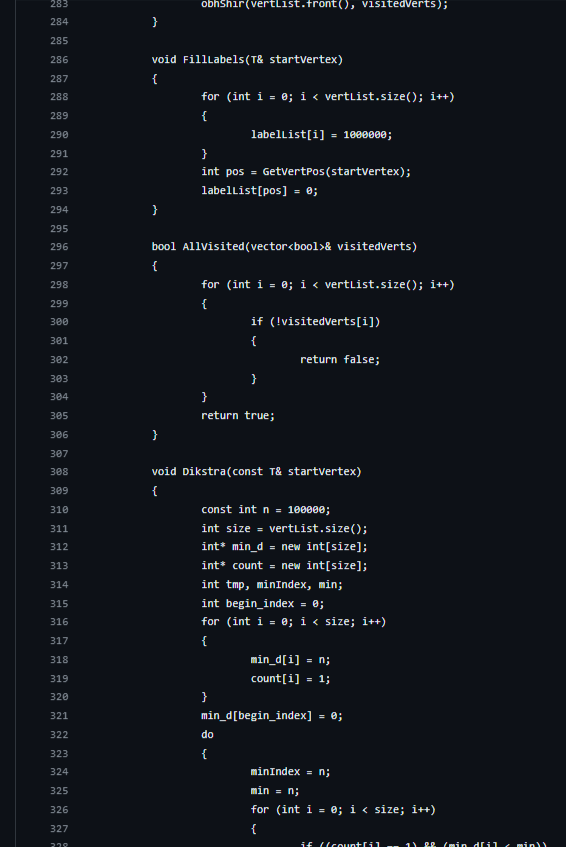 283 obhShir(vertList.front(), visitedVerts);
284 }
285
286 void FillLabels(T& startVertex)
287 {
288 for (int i = 0; i < vertList.size(); i++)
289 {
290 labelList[i] = 1000000;
291 }
292 int pos = GetVertPos(startVertex);
293 labelList[pos] = 0;
294 }
295
296 bool AllVisited(vector<bool>& visitedVerts)
297 {
298 for (int i = 0; i < vertList.size(); i++)
299 {
300 if (!visitedVerts[i])
301 {
302 return false;
303 }
304 }
305 return true;
306 }
307
308 void Dikstra(const T& startVertex)
309 {
310 const int n = 100000;
311 int size = vertList.size();
312 int* min_d = new int[size];
313 int* count = new int[size];
314 int tmp, minIndex, min;
315 int begin_index = 0;
316 for (int i = 0; i < size; i++)
317 {
318 min_d[i] = n;
319 count[i] = 1;
320 }
321 min_d[begin_index] = 0;
322 do
323 {
324 minIndex = n;
325 min = n;
326 for (int i = 0; i < size; i++)
327 {
328 if ((count[i] == 1) && (min_d[i] < min))